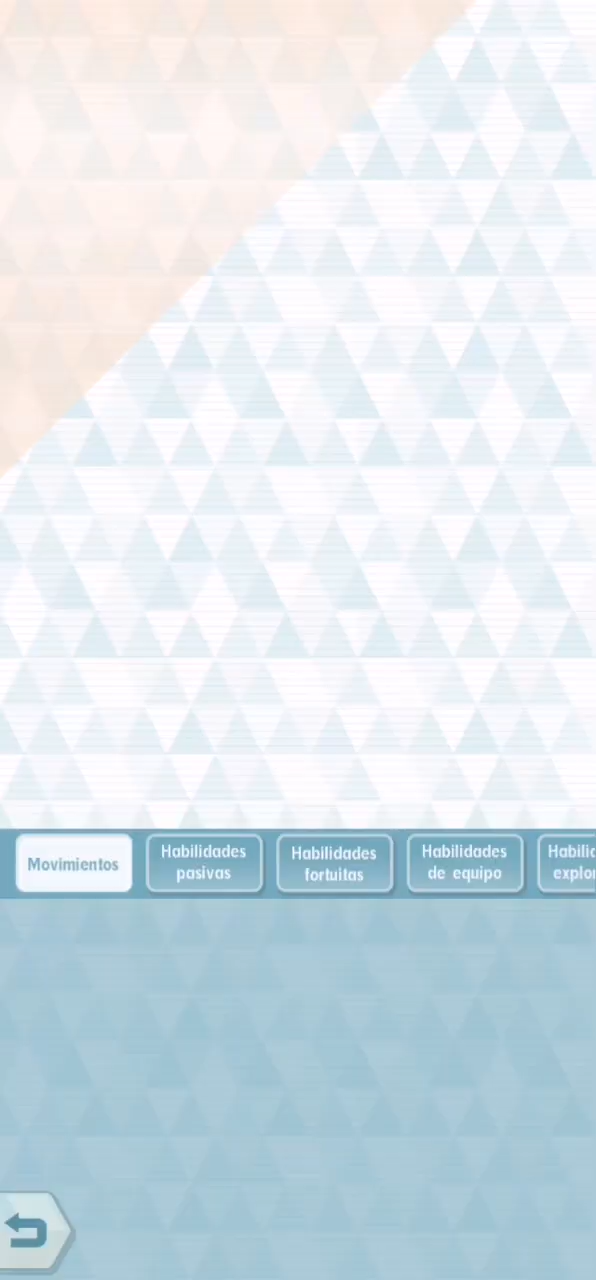 Movimientos
Habilidades
pasivas
Habilidades
fortuitas
Habilidades
de equipo